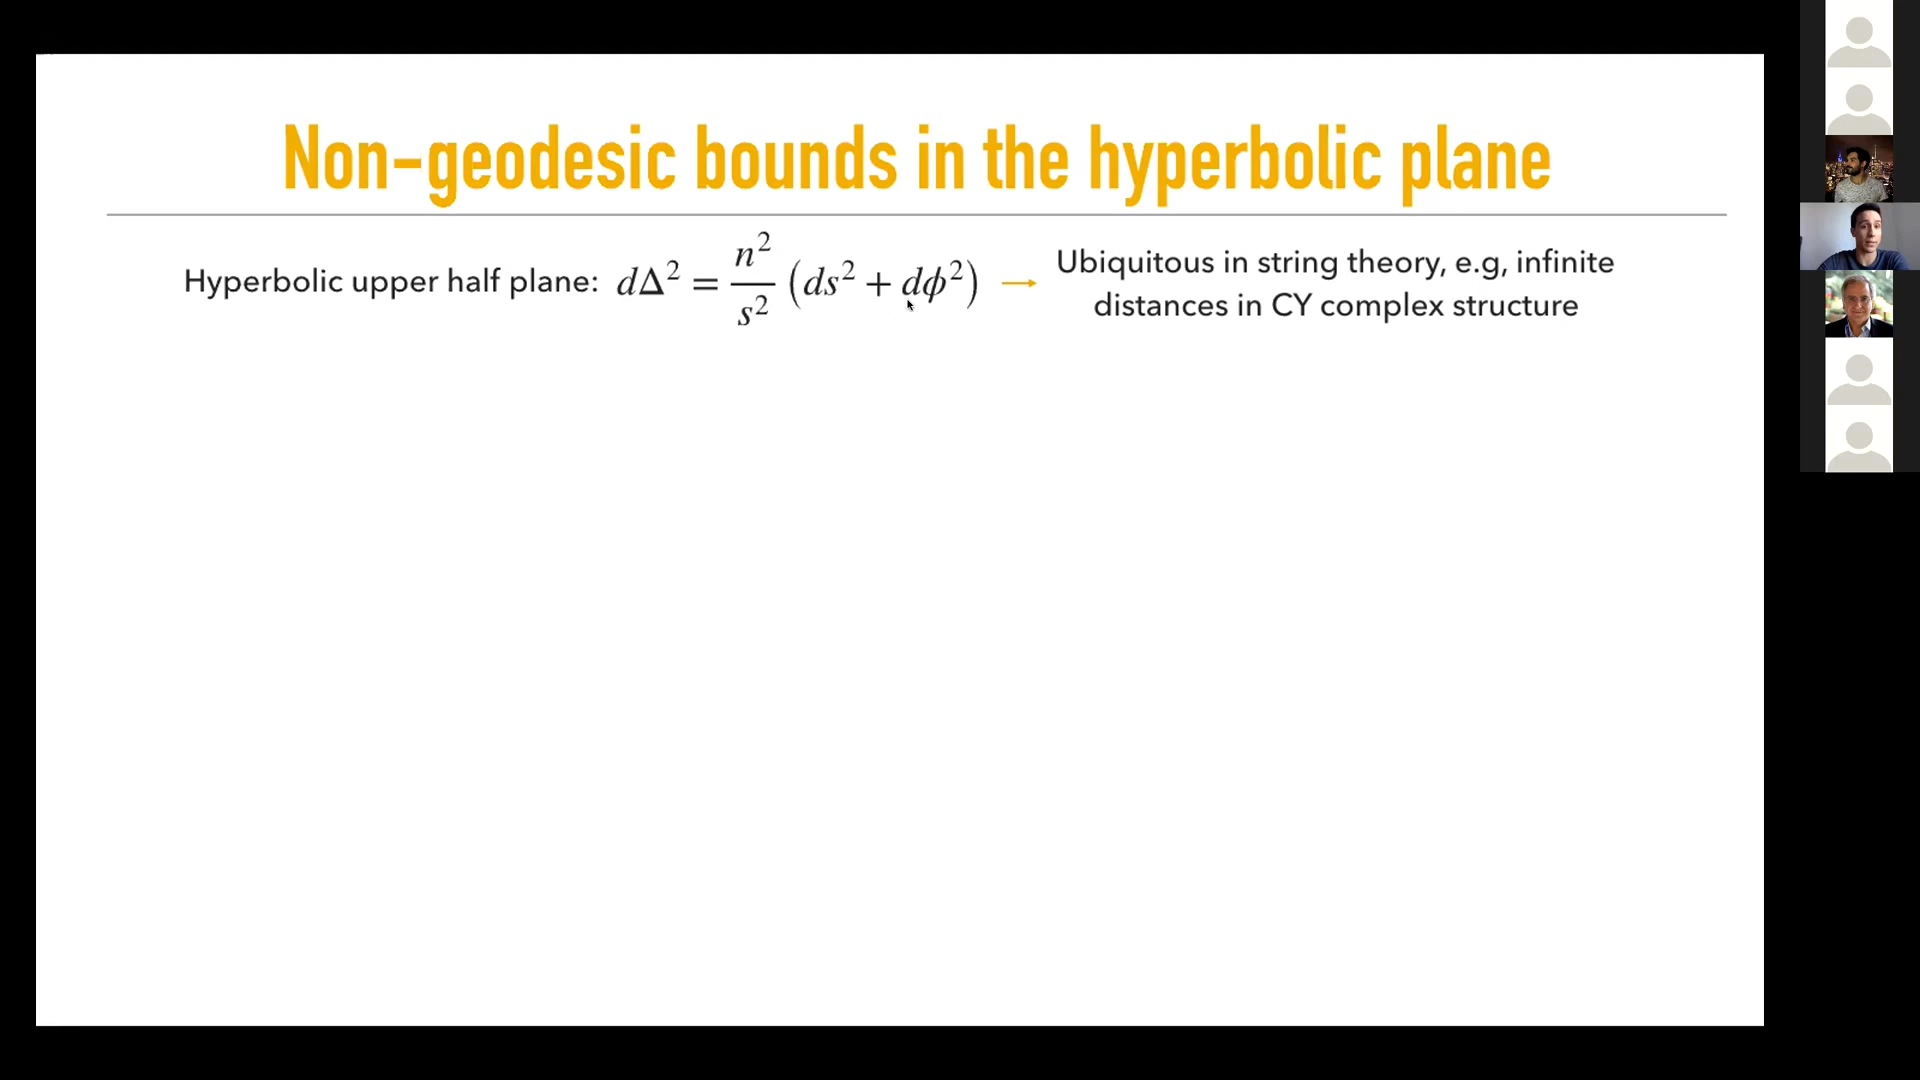 Non-geodesic bounds in the hyperbolic plane
Hyperbolic upper half plane: dΔ² = n²/s² (ds² + dϕ²) → Ubiquitous in string theory, e.g, infinite
distances in CY complex structure